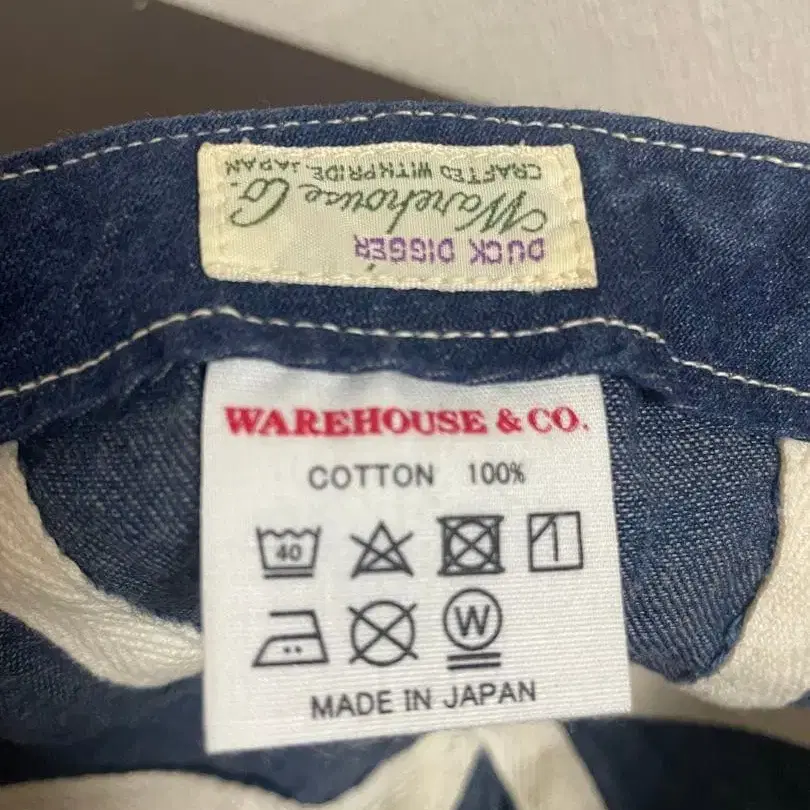 DUCK DIGGER
Warehouse Co.
CRAFTED WITH PRIDE JAPAN
WAREHOUSE & CO.
COTTON 100%
40
W
MADE IN JAPAN